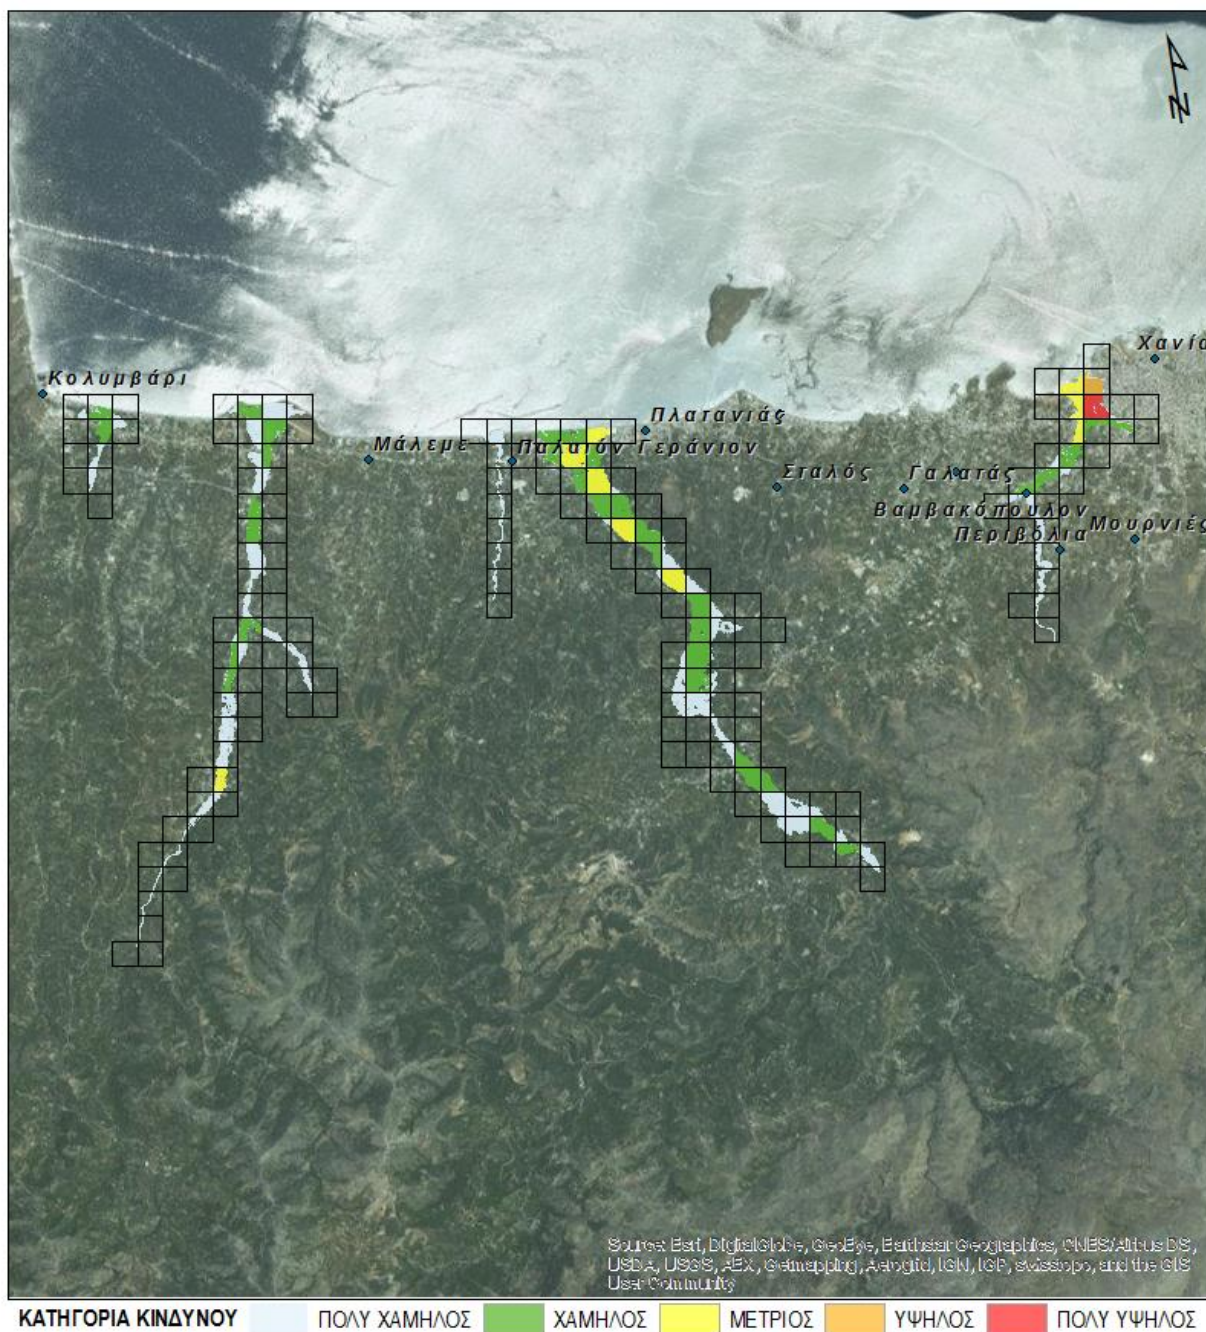 N
Χανία
Κολυμβάρι
Πλατανιάς
Μάλεμε
Παλαιόν Γεράνιον
Σταλός
Γαλατάς
Βαμβακόπουλον
Περιβόλια
Μουρνιές
Source: Esri, DigitalGlobe, GeoEye, Earthstar Geographics, CNES/Airbus DS,
USDA, USGS, AEX, Getmapping, Aerogrid, IGN, IGP, swisstopo, and the GIS
User Community
ΚΑΤΗΓΟΡΙΑ ΚΙΝΔΥΝΟΥ ΠΟΛΥ ΧΑΜΗΛΟΣ ΧΑΜΗΛΟΣ ΜΕΤΡΙΟΣ ΥΨΗΛΟΣ ΠΟΛΥ ΥΨΗΛΟΣ